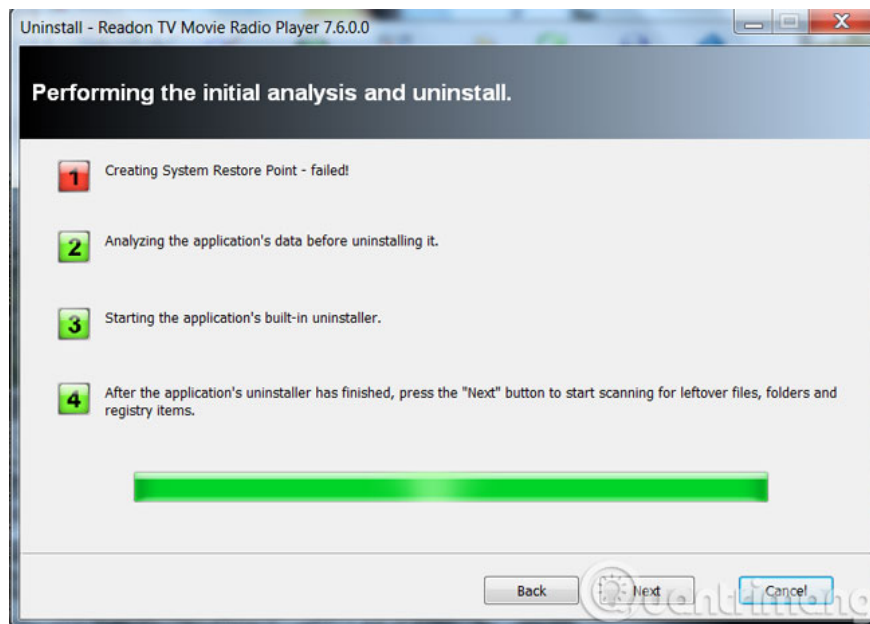 Uninstall - Readon TV Movie Radio Player 7.6.0.0
Performing the initial analysis and uninstall.
1
Creating System Restore Point - failed!
2
Analyzing the application's data before uninstalling it.
3
Starting the application's built-in uninstaller.
4
After the application's uninstaller has finished, press the "Next" button to start scanning for leftover files, folders and
registry items.
Back
Next
Cancel
Quantrimang